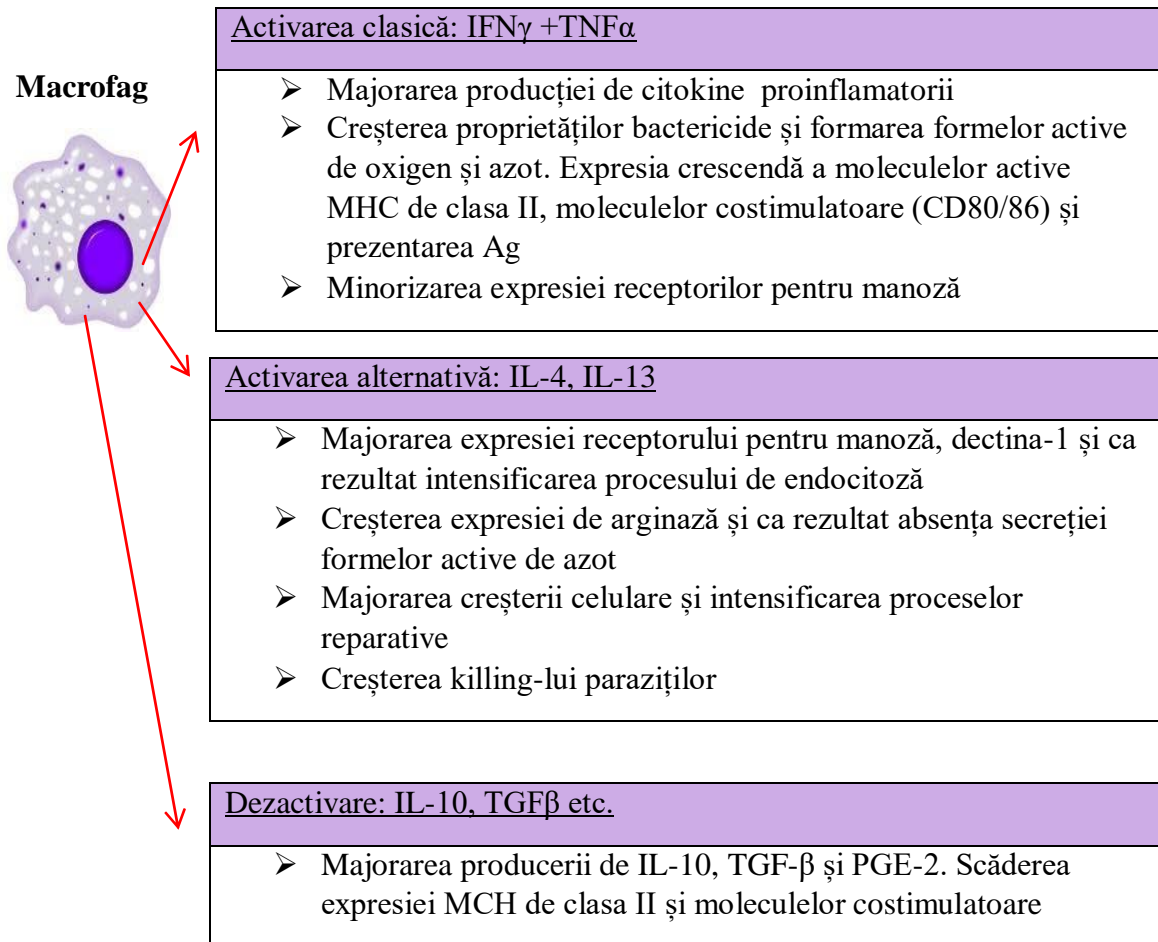 Activarea clasică: IFNγ +TNFα
Macrofag
➢ Majorarea producției de citokine proinflamatorii
➢ Creșterea proprietăților bactericide și formarea formelor active
de oxigen și azot. Expresia crescendă a moleculelor active
MHC de clasa II, moleculelor costimulatoare (CD80/86) și
prezentarea Ag
➢ Minorizarea expresiei receptorilor pentru manoză
Activarea alternativă: IL-4, IL-13
➢ Majorarea expresiei receptorului pentru manoză, dectina-1 și ca
rezultat intensificarea procesului de endocitoză
➢ Creșterea expresiei de arginază și ca rezultat absența secreției
formelor active de azot
➢ Majorarea creșterii celulare și intensificarea proceselor
reparative
➢ Creșterea killing-lui paraziților
Dezactivare: IL-10, TGFβ etc.
➢ Majorarea producerii de IL-10, TGF-β și PGE-2. Scăderea
expresiei MCH de clasa II și moleculelor costimulatoare